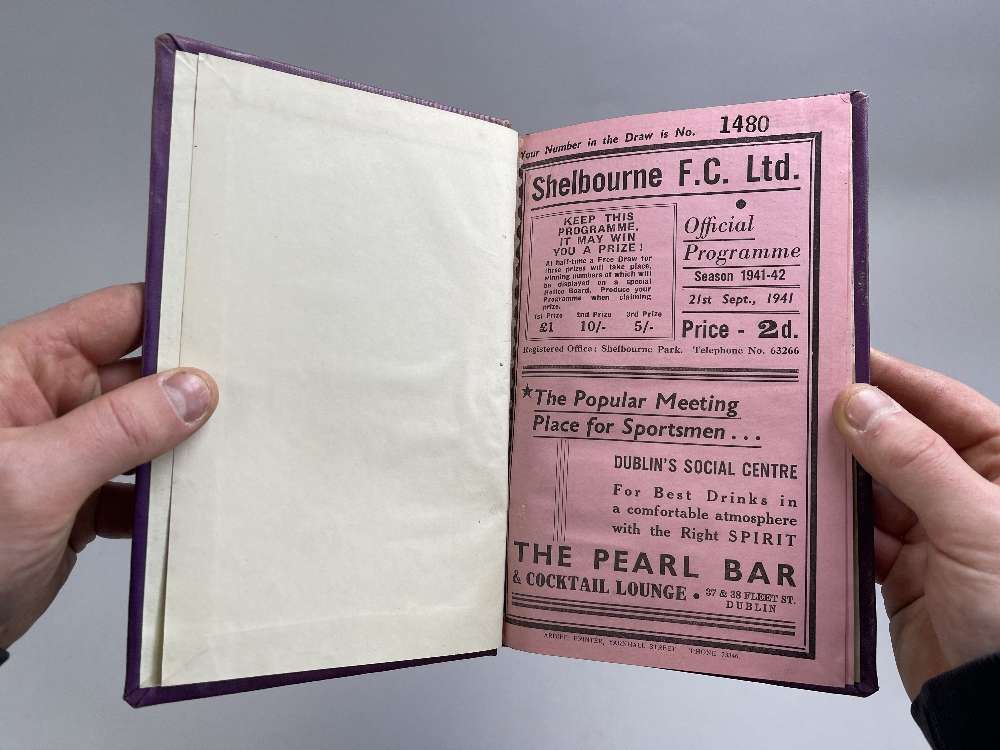 Your Number in the Draw is No. 1480
Shelbourne F.C. Ltd.
KEEP THIS
PROGRAMME.
IT MAY WIN
YOU A PRIZE!
At half-time a Free Draw for
these prizes will take place,
winning numbers of which will
be displayed on a special
Notice Board. Produce your
Programme when claiming
prize.
1st Prize 2nd Prize 3rd Prize
£1 10/- 5/-
Official
Programme
Season 1941-42
21st Sept., 1941
Price - 2d.
Registered Office: Shelbourne Park. Telephone No. 63266
★The Popular Meeting
Place for Sportsmen...
DUBLIN'S SOCIAL CENTRE
For Best Drinks in
a comfortable atmosphere
with the Right SPIRIT
THE PEARL BAR
& COCKTAIL LOUNGE • 37 & 38 FLEET ST.
DUBLIN
PRINTER, STREET 'PHONE